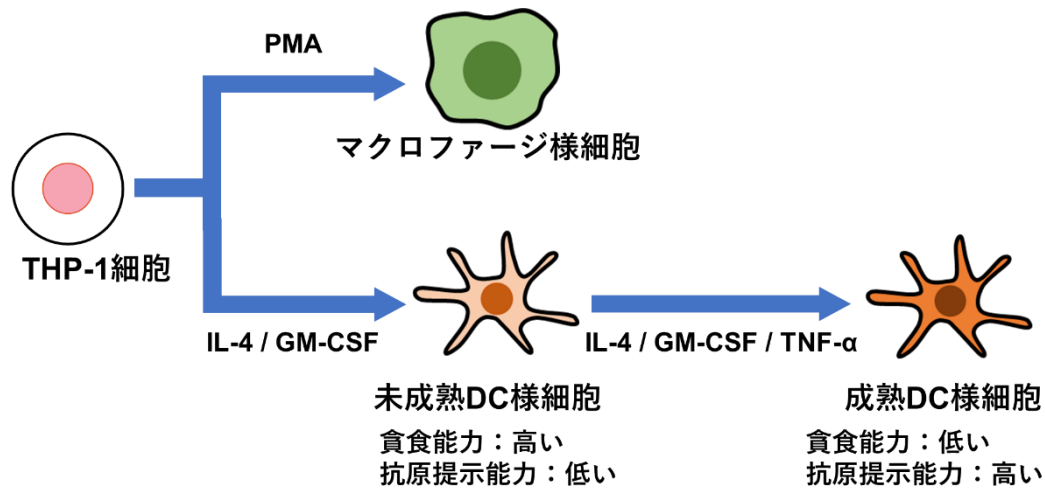 PMA
マクロファージ様細胞
THP-1細胞
IL-4 / GM-CSF
IL-4 / GM-CSF / TNF-α
未成熟DC様細胞
貪食能力：高い
抗原提示能力：低い
成熟DC様細胞
貪食能力：低い
抗原提示能力：高い